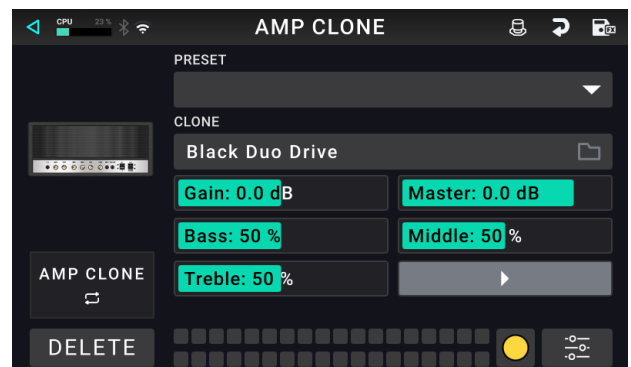 CPU 23 % AMP CLONE FX
PRESET
CLONE
Black Duo Drive
Gain: 0.0 dB Master: 0.0 dB
Bass: 50 % Middle: 50 %
Treble: 50 %
AMP CLONE
DELETE